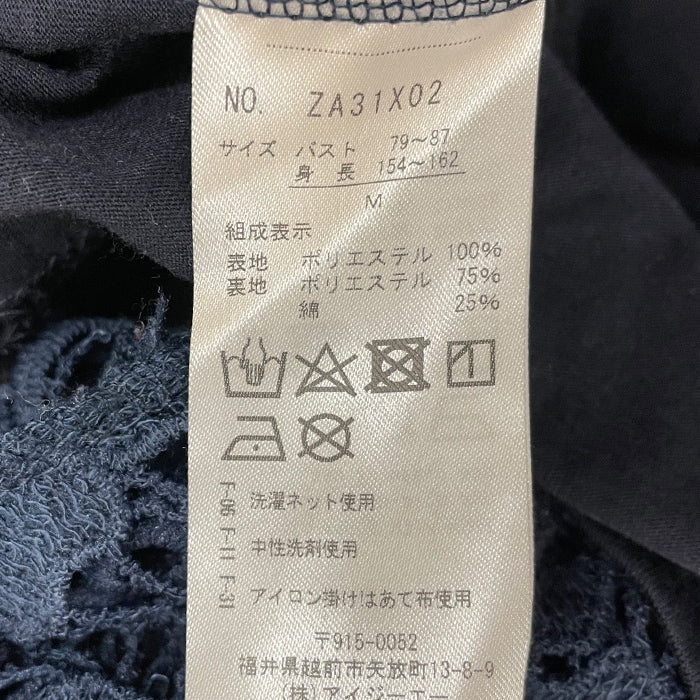 NO. ZA31X02
サイズ バスト 79～87
身長 154～162
M
組成表示
表地 ポリエステル 100%
裏地 ポリエステル 75%
綿 25%
F-06 洗濯ネット使用
F-11 中性洗剤使用
F-31 アイロン掛けはあて布使用
〒915-0052
福井県越前市矢放町13-8-9
(株)アイジーエー